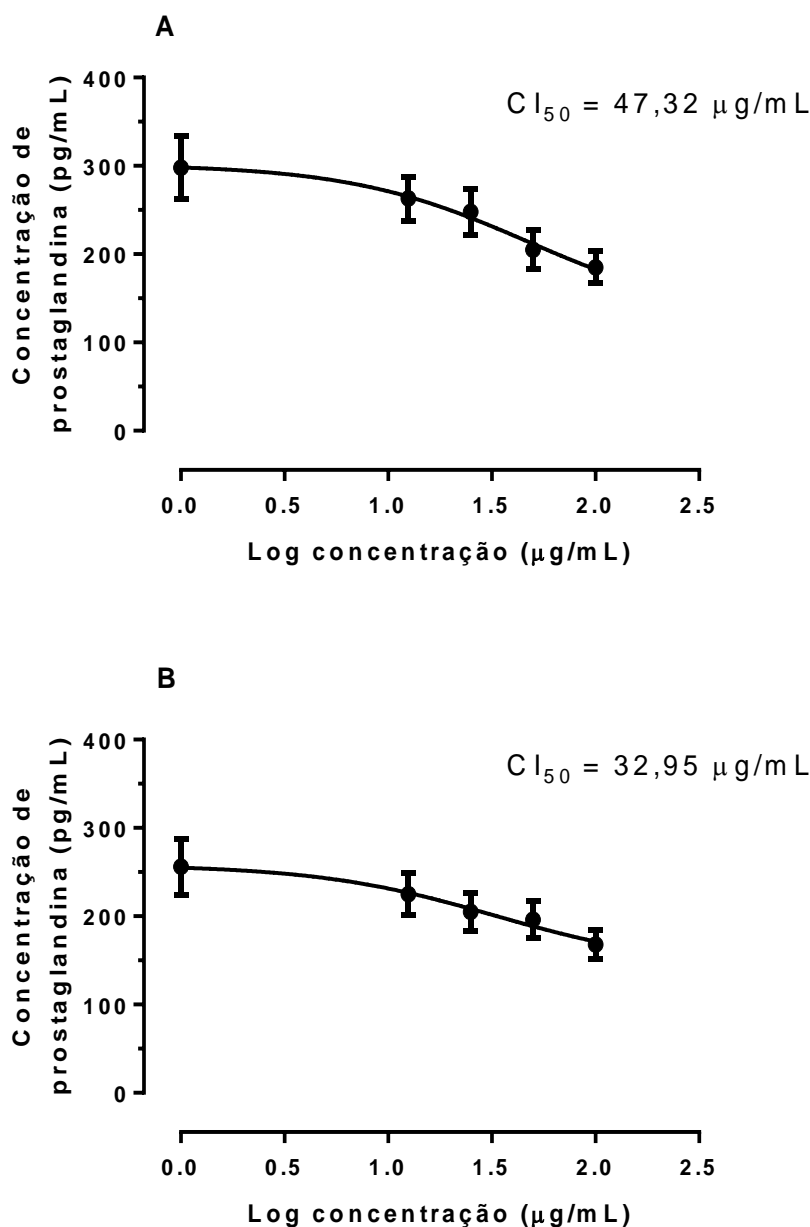 A
CI50 = 47,32 µg/mL
Concentração de
prostaglandina (pg/mL)
400
300
200
100
0
0.0 0.5 1.0 1.5 2.0 2.5
Log concentração (µg/mL)
B
CI50 = 32,95 µg/mL
Concentração de
prostaglandina (pg/mL)
400
300
200
100
0
0.0 0.5 1.0 1.5 2.0 2.5
Log concentração (µg/mL)